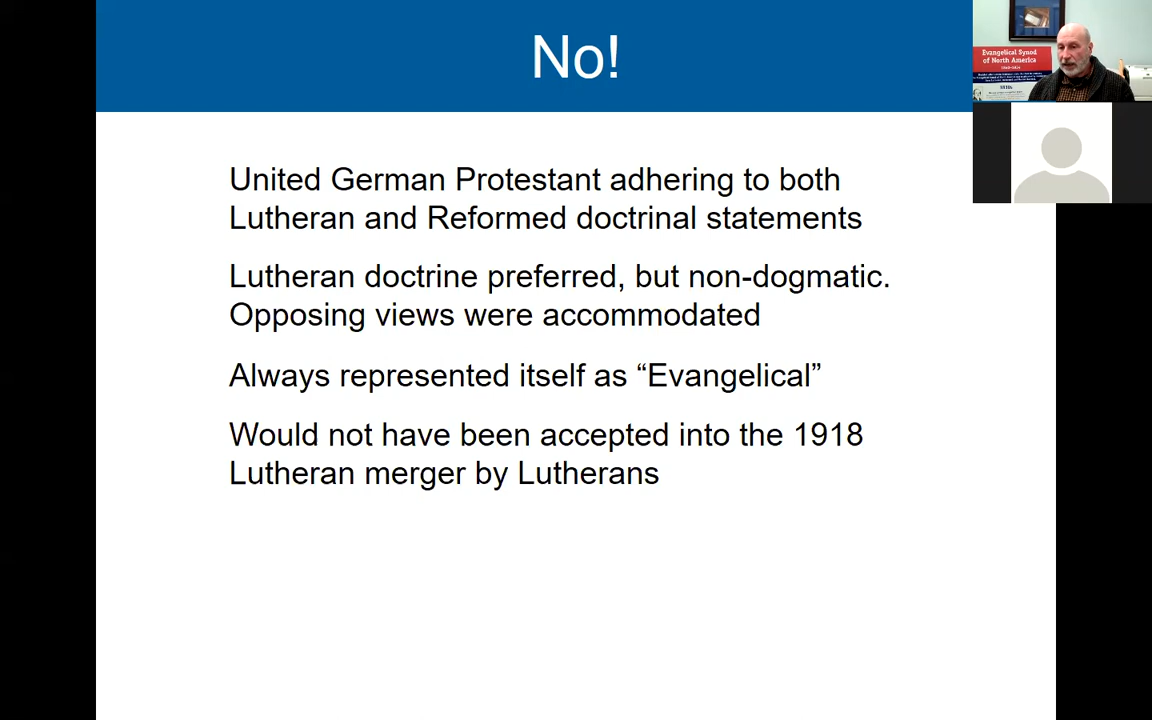 No!
United German Protestant adhering to both
Lutheran and Reformed doctrinal statements
Lutheran doctrine preferred, but non-dogmatic.
Opposing views were accommodated
Always represented itself as “Evangelical”
Would not have been accepted into the 1918
Lutheran merger by Lutherans
Evangelical Synod
of North America